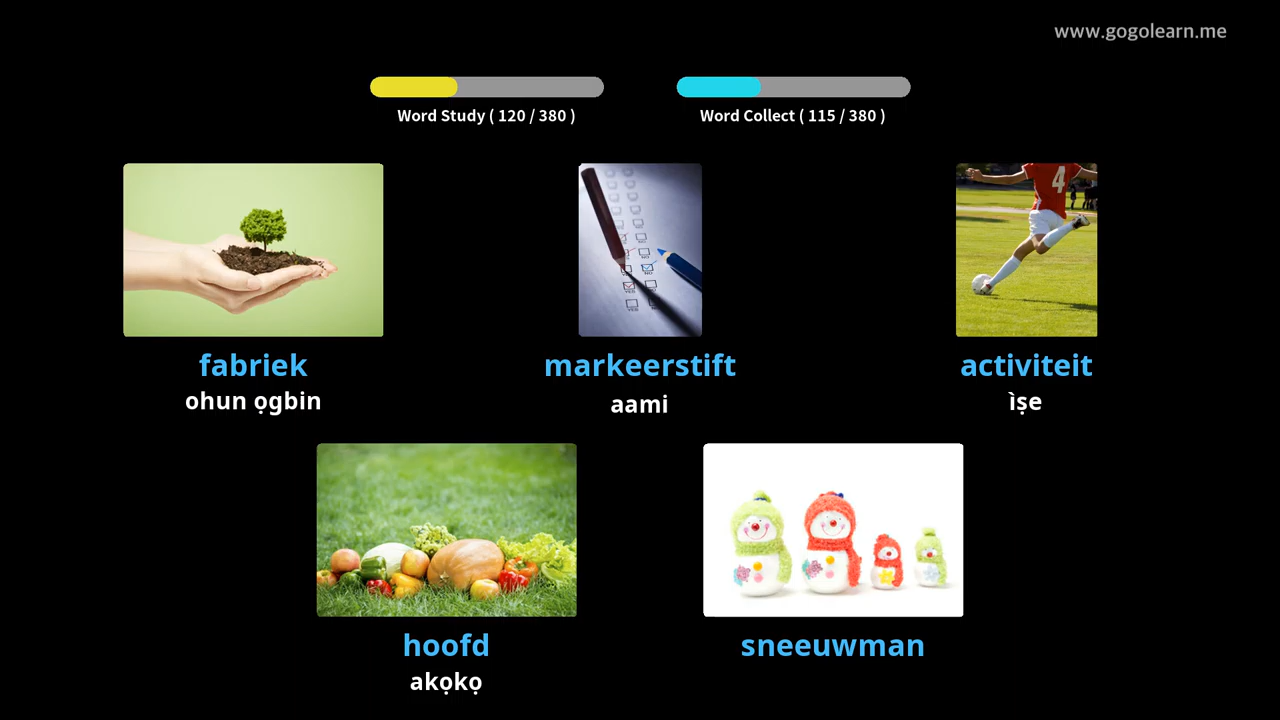 www.gogolearn.me
Word Study ( 120 / 380 )
Word Collect ( 115 / 380 )
fabriek
ohun ọgbin
markeerstift
aami
activiteit
ìṣe
hoofd
akọkọ
sneeuwman